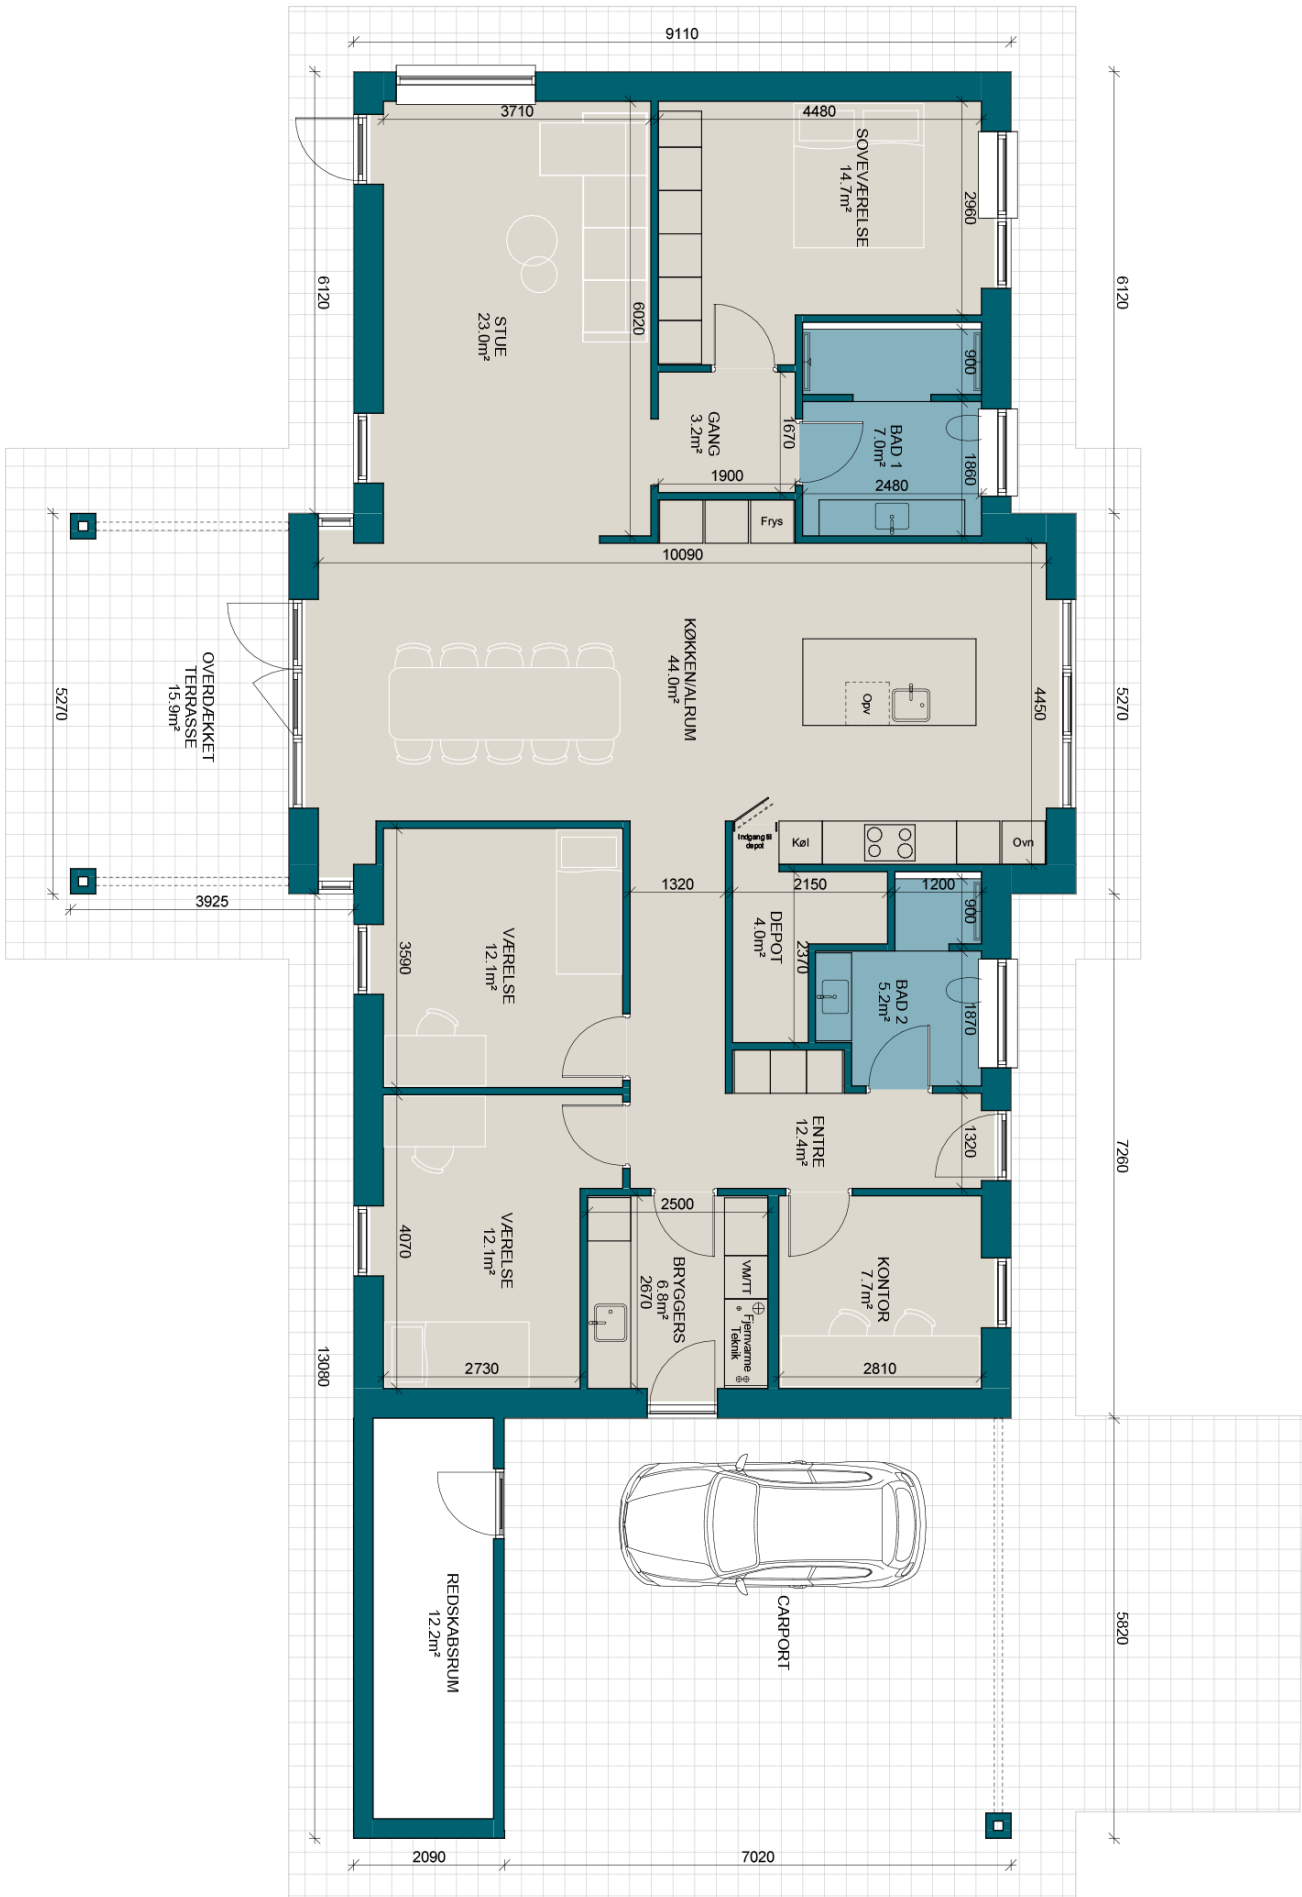 9110
3710
4480
SOVEVÆRELSE
14.7m²
2960
6120
6120
STUE
23.0m²
6020
900
GANG
3.2m²
1670
BAD 1
7.0m²
1860
1900
2480
Frys
10090
KØKKEN/ALRUM
44.0m²
Opv
4450
5270
5270
OVERDÆKKET
TERRASSE
15.9m²
Indgang til
depot
Køl
Ovn
3925
1320
2150
1200
900
VÆRELSE
12.1m²
3590
DEPOT
4.0m²
2370
BAD 2
5.2m²
1870
ENTRE
12.4m²
1320
7260
VÆRELSE
12.1m²
4070
2500
BRYGGERS
6.8m²
2670
VM/TT
Fjernvarme
Teknik
KONTOR
7.7m²
2730
2810
13080
REDSKABSRUM
12.2m²
CARPORT
5820
2090
7020